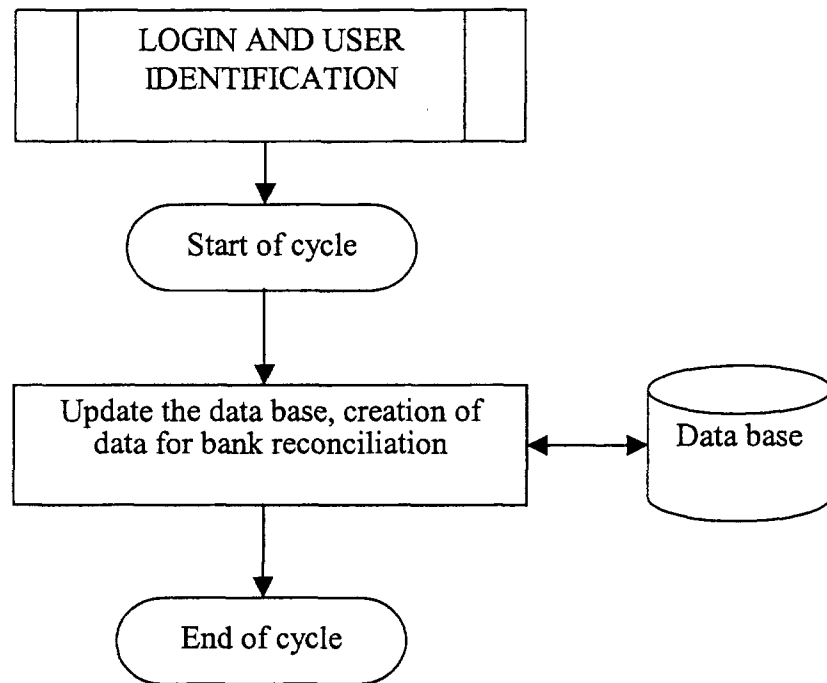 LOGIN AND USER
IDENTIFICATION
Start of cycle
Update the data base, creation of
data for bank reconciliation
Data base
End of cycle